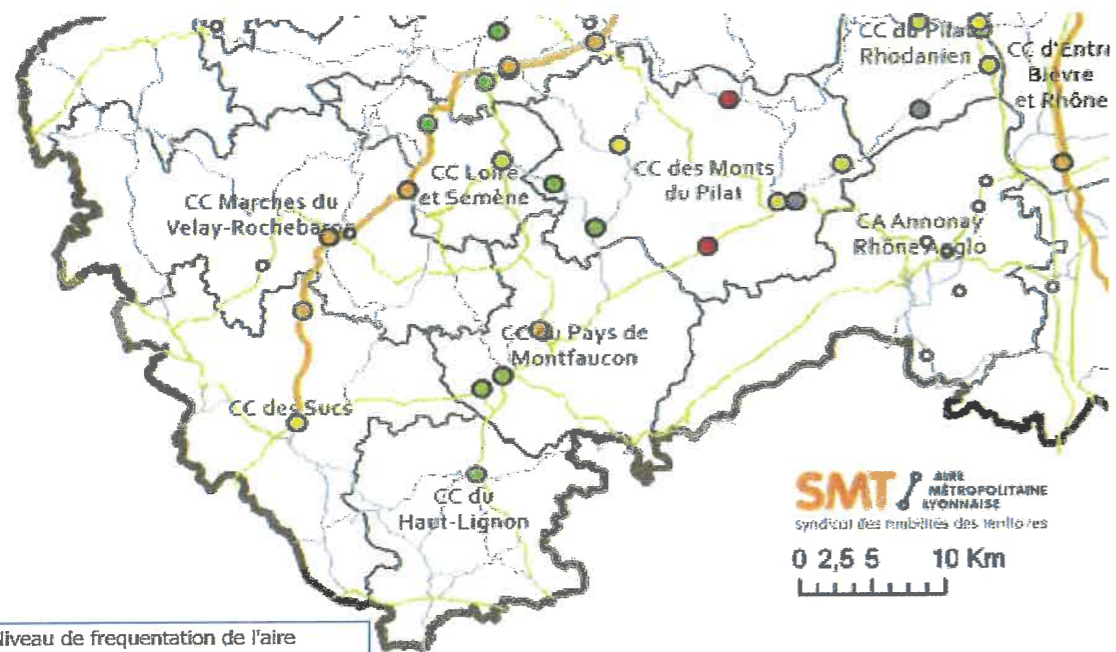 CC du Pilat
Rhodanien
CC d'Entre
Bièvre
et Rhône
CC Loire
et Semène
CC des Monts
du Pilat
CC Marches du
Velay-Rochebaron
CA Annonay
Rhône Agglo
CC du Pays de
Montfaucon
CC des Sucs
CC du
Haut-Lignon
SMT AIRE
MÉTROPOLITAINE
LYONNAISE
syndicat des mobilités des territoires
0 2,5 5 10 Km
Niveau de frequentation de l'aire